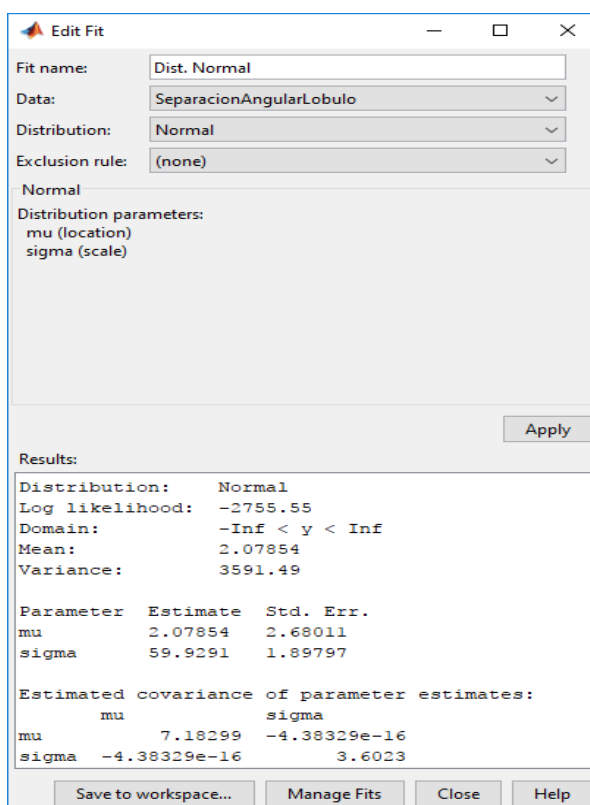 Edit Fit
Fit name: Dist. Normal
Data: SeparacionAngularLobulo
Distribution: Normal
Exclusion rule: (none)
Normal
Distribution parameters:
mu (location)
sigma (scale)
Apply
Results:
Distribution: Normal
Log likelihood: -2755.55
Domain: -Inf < y < Inf
Mean: 2.07854
Variance: 3591.49
Parameter Estimate Std. Err.
mu 2.07854 2.68011
sigma 59.9291 1.89797
Estimated covariance of parameter estimates:
mu sigma
mu 7.18299 -4.38329e-16
sigma -4.38329e-16 3.6023
Save to workspace... Manage Fits Close Help